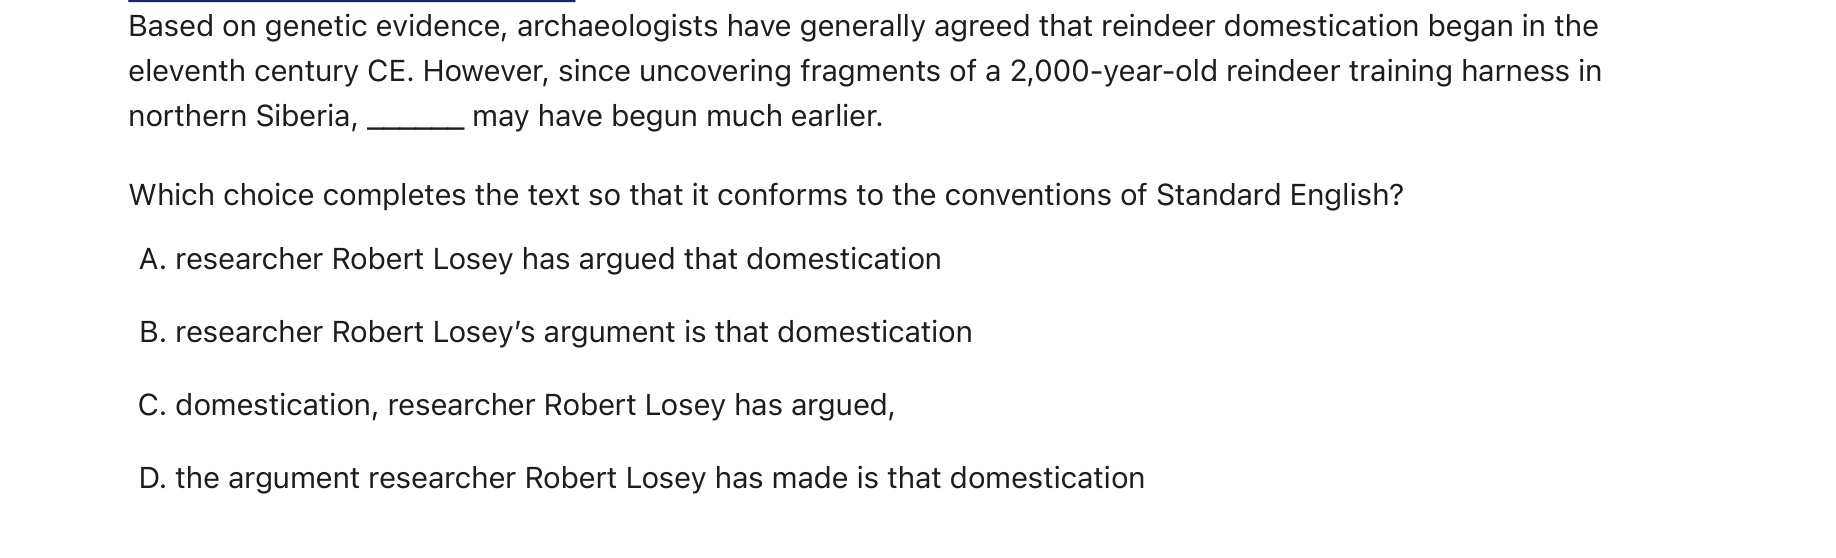 Based on genetic evidence, archaeologists have generally agreed that reindeer domestication began in the
eleventh century CE. However, since uncovering fragments of a 2,000-year-old reindeer training harness in
northern Siberia, ______ may have begun much earlier.
Which choice completes the text so that it conforms to the conventions of Standard English?
A. researcher Robert Losey has argued that domestication
B. researcher Robert Losey’s argument is that domestication
C. domestication, researcher Robert Losey has argued,
D. the argument researcher Robert Losey has made is that domestication